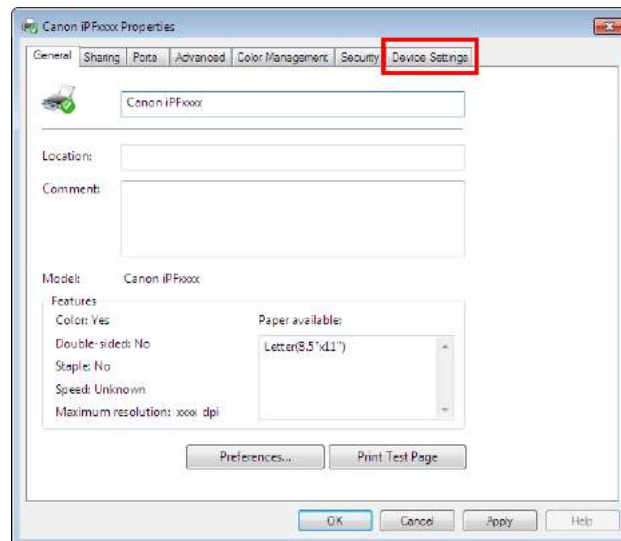 Canon iPFxxxx Properties
General Sharing Ports Advanced Color Management Security Device Settings
Canon iPFxxxx
Location:
Comment:
Model: Canon iPFxxxx
Features
Color: Yes Paper available:
Double-sided: No Letter(8.5"x11")
Staple: No
Speed: Unknown
Maximum resolution: xxxx dpi
Preferences... Print Test Page
OK Cancel Apply Help